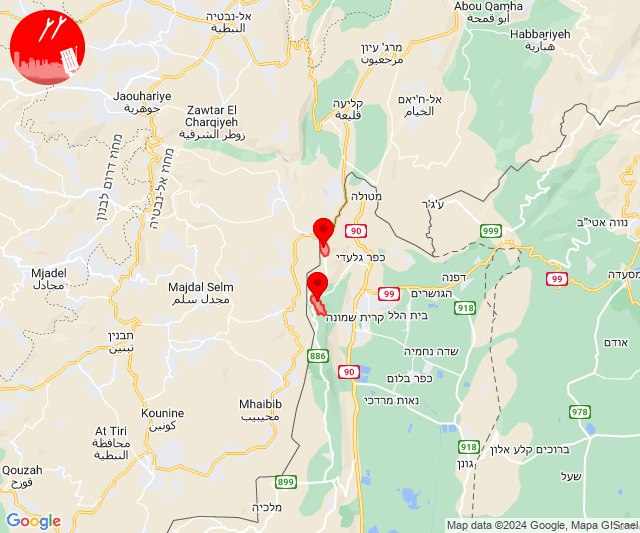 Abou Qamha
أبو قمحة
אל-נבטיה
النبطية
Habbariyeh
هبارية
מרג' עיון
مرجعيون
Jaouhariye
جوهرية
קליעה
قليعة
אל-ח'יאם
الخيام
Zawtar El
Charqiyeh
زوطر الشرقية
מחוז דרום לבנון
מחוז אל-נבטיה
מטולה
ע'ג'ר
נווה אטי"ב
90
999
כפר גלעדי
Mjadel
مجادل
Majdal Selm
مجدل سلم
דפנה
99
מסעדה
99
הגושרים
918
קרית שמונה
בית הלל
תבנין
تبنين
886
שדה נחמיה
אודם
90
כפר בלום
נאות מרדכי
Mhaibib
محيبيب
Kounine
كونين
978
At Tiri
محافظة
النبطية
918
ברוכים קלע אלון
גונן
Qouzah
قوزح
899
שעל
מלכיה
Google
Map data ©2024 Google, Mapa GISrael